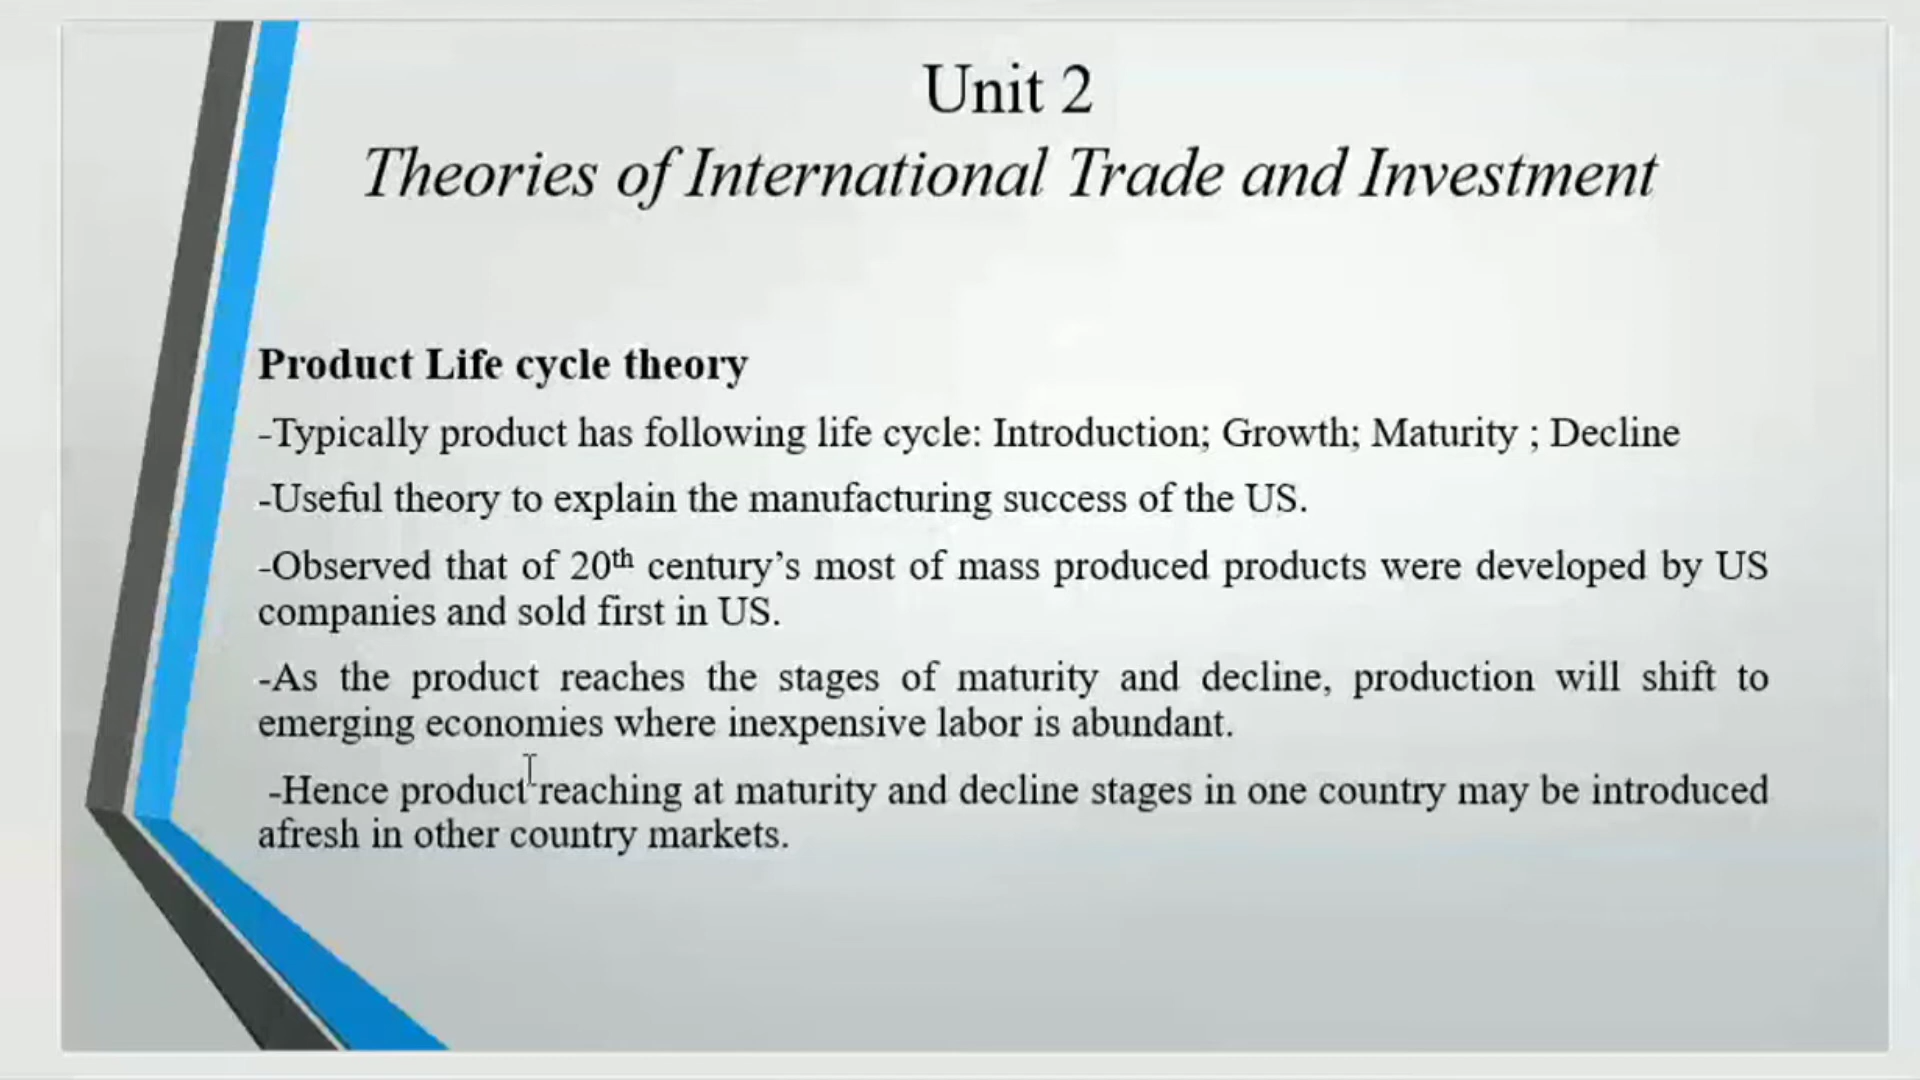 Unit 2
Theories of International Trade and Investment
Product Life cycle theory
-Typically product has following life cycle: Introduction; Growth; Maturity ; Decline
-Useful theory to explain the manufacturing success of the US.
-Observed that of 20th century’s most of mass produced products were developed by US
companies and sold first in US.
-As the product reaches the stages of maturity and decline, production will shift to
emerging economies where inexpensive labor is abundant.
-Hence product reaching at maturity and decline stages in one country may be introduced
afresh in other country markets.